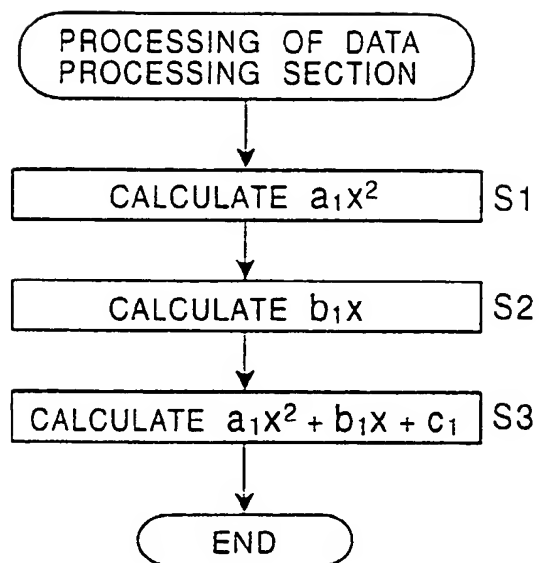 PROCESSING OF DATA
PROCESSING SECTION
CALCULATE a₁x² S1
CALCULATE b₁x S2
CALCULATE a₁x² + b₁x + c₁ S3
END